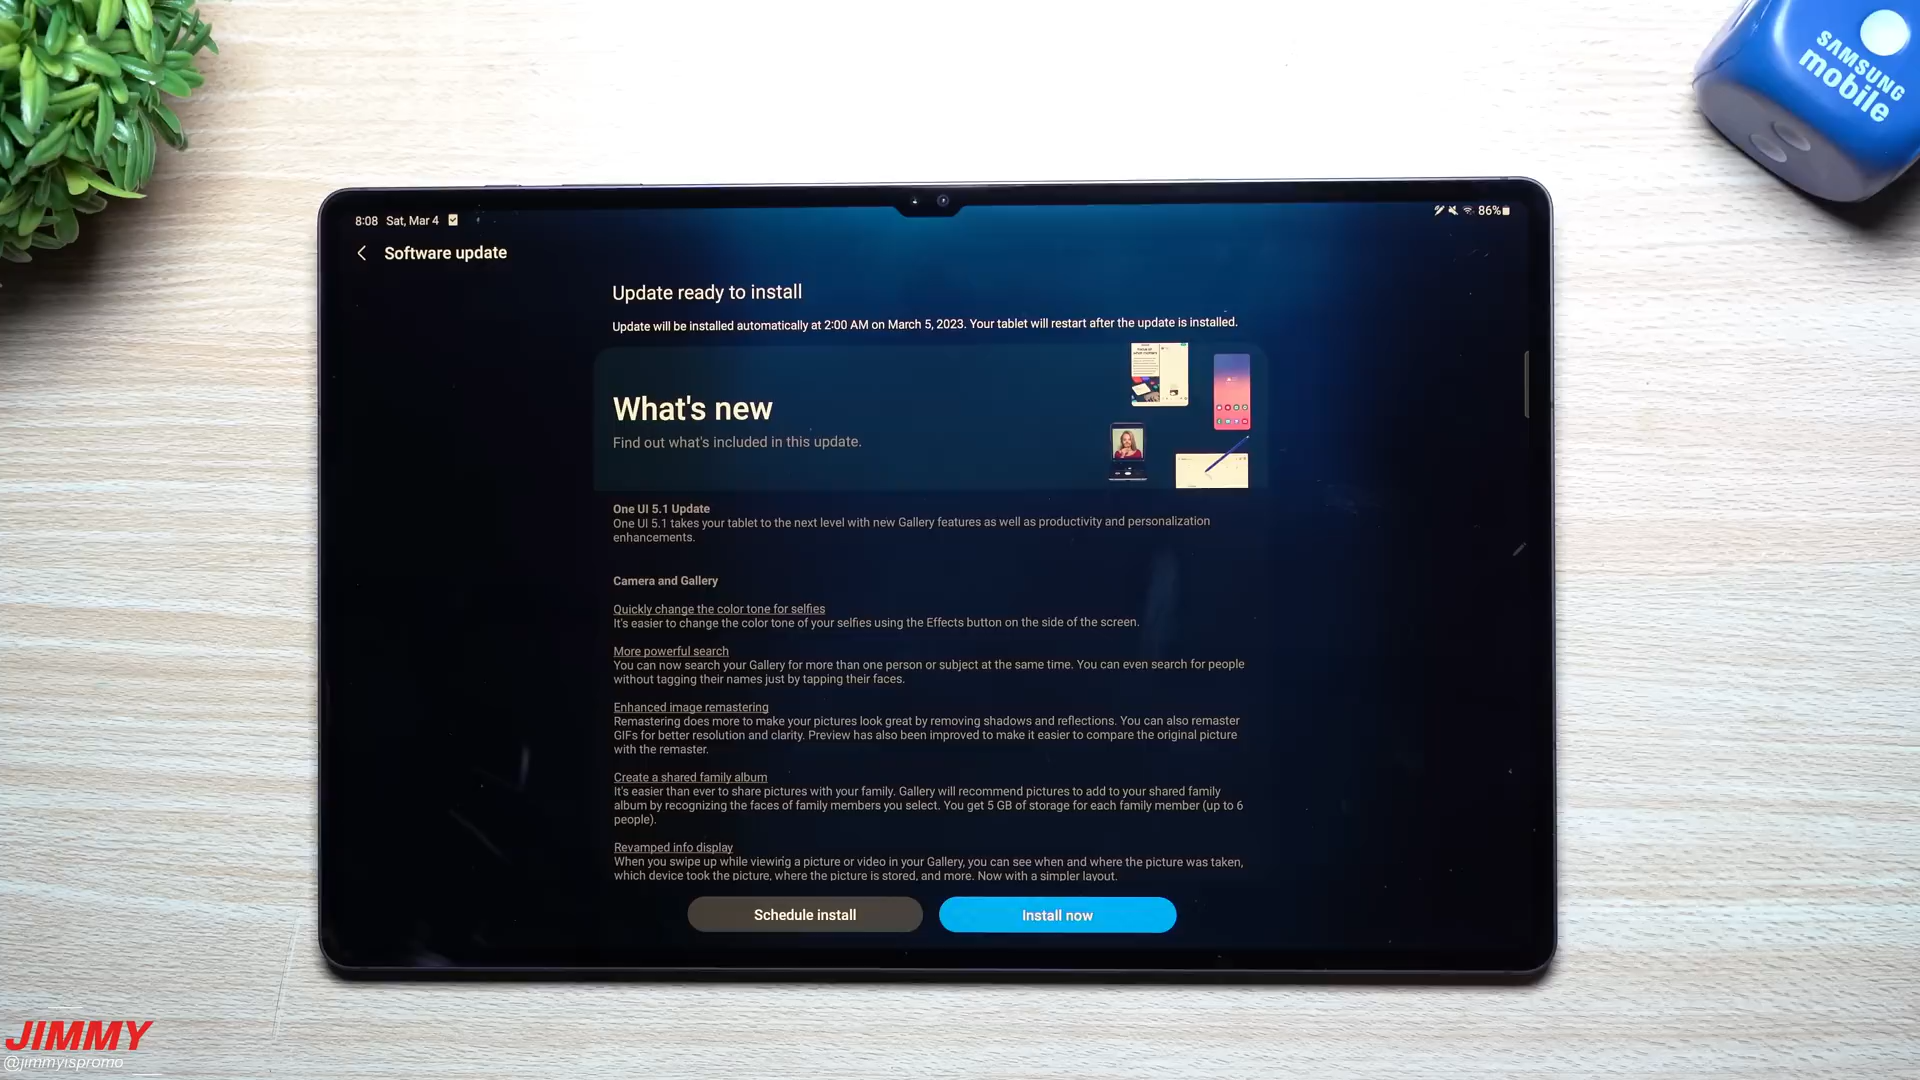 SAMSUNG
mobile
8:08 Sat, Mar 4
86%
Software update
Update ready to install
Update will be installed automatically at 2:00 AM on March 5, 2023. Your tablet will restart after the update is installed.
What's new
Find out what's included in this update.
One UI 5.1 Update
One UI 5.1 takes your tablet to the next level with new Gallery features as well as productivity and personalization
enhancements.
Camera and Gallery
Quickly change the color tone for selfies
It's easier to change the color tone of your selfies using the Effects button on the side of the screen.
More powerful search
You can now search your Gallery for more than one person or subject at the same time. You can even search for people
without tagging their names just by tapping their faces.
Enhanced image remastering
Remastering does more to make your pictures look great by removing shadows and reflections. You can also remaster
GIFs for better resolution and clarity. Preview has also been improved to make it easier to compare the original picture
with the remaster.
Create a shared family album
It's easier than ever to share pictures with your family. Gallery will recommend pictures to add to your shared family
album by recognizing the faces of family members you select. You get 5 GB of storage for each family member (up to 6
people).
Revamped info display
When you swipe up while viewing a picture or video in your Gallery, you can see when and where the picture was taken,
which device took the picture, where the picture is stored, and more. Now with a simpler layout.
Schedule install
Install now
JIMMY
@jimmyispromo